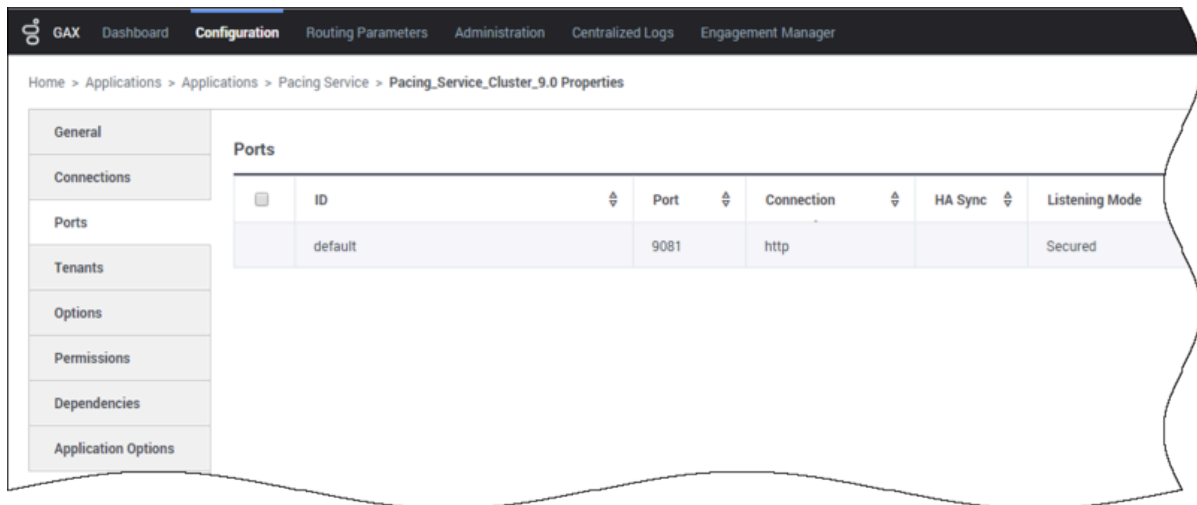 GAX Dashboard Configuration Routing Parameters Administration Centralized Logs Engagement Manager
Home > Applications > Applications > Pacing Service > Pacing_Service_Cluster_9.0 Properties
General
Connections
Ports
Tenants
Options
Permissions
Dependencies
Application Options
Ports
ID Port Connection HA Sync Listening Mode
default 9081 http Secured